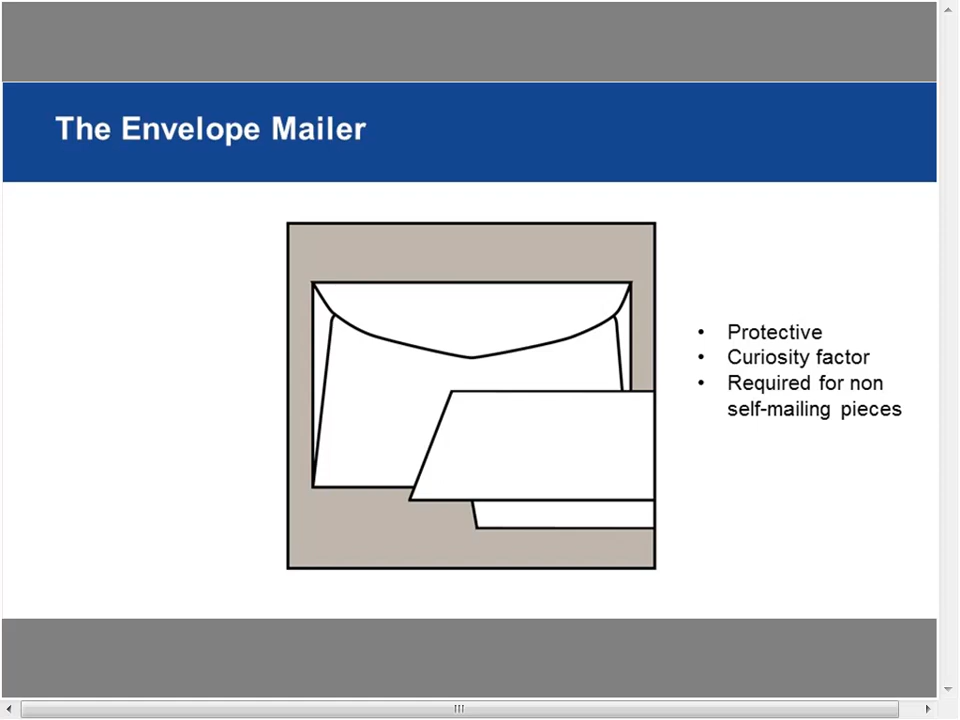 The Envelope Mailer
• Protective
• Curiosity factor
• Required for non
self-mailing pieces